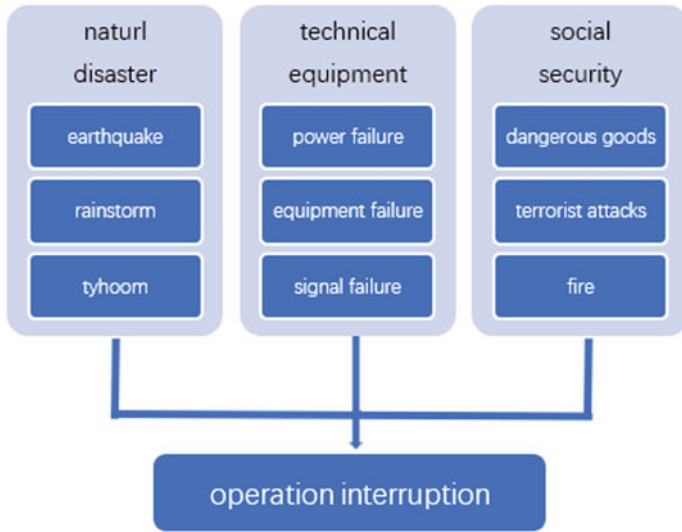 naturl
disaster
earthquake
rainstorm
tyhoom
technical
equipment
power failure
equipment failure
signal failure
social
security
dangerous goods
terrorist attacks
fire
operation interruption